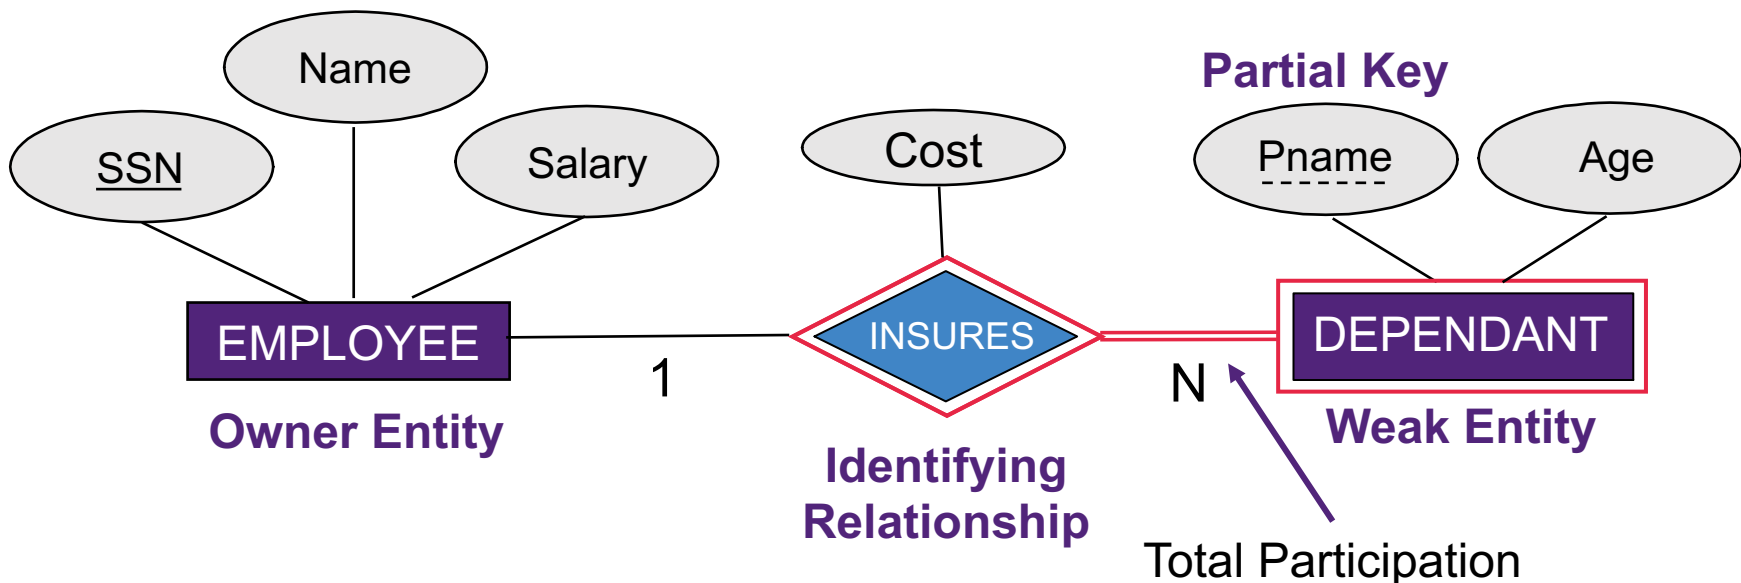 Name
Partial Key
SSN
Salary
Cost
Pname
Age
EMPLOYEE
INSURES
DEPENDANT
1
N
Owner Entity
Weak Entity
Identifying
Relationship
Total Participation